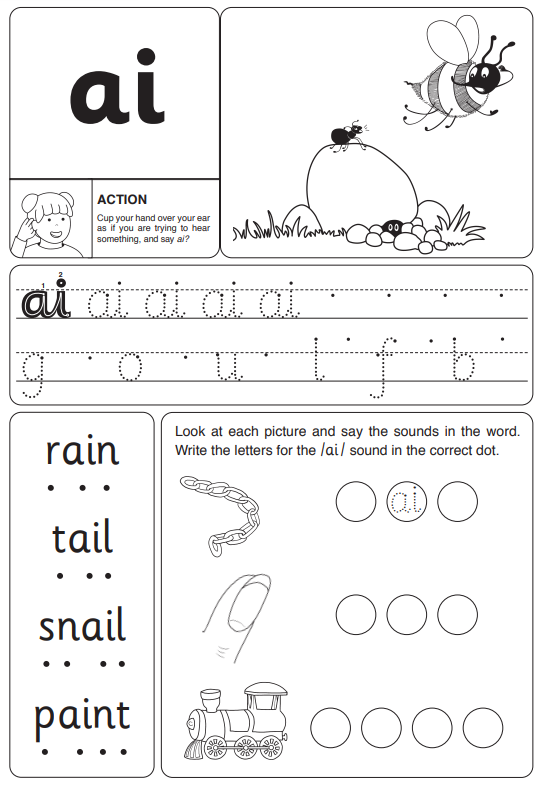 ai
ACTION
Cup your hand over your ear
as if you are trying to hear
something, and say ai?
1 2
ai ai ai ai ai
g o u t f b
rain
tail
snail
paint
Look at each picture and say the sounds in the word.
Write the letters for the /ai/ sound in the correct dot.
ai